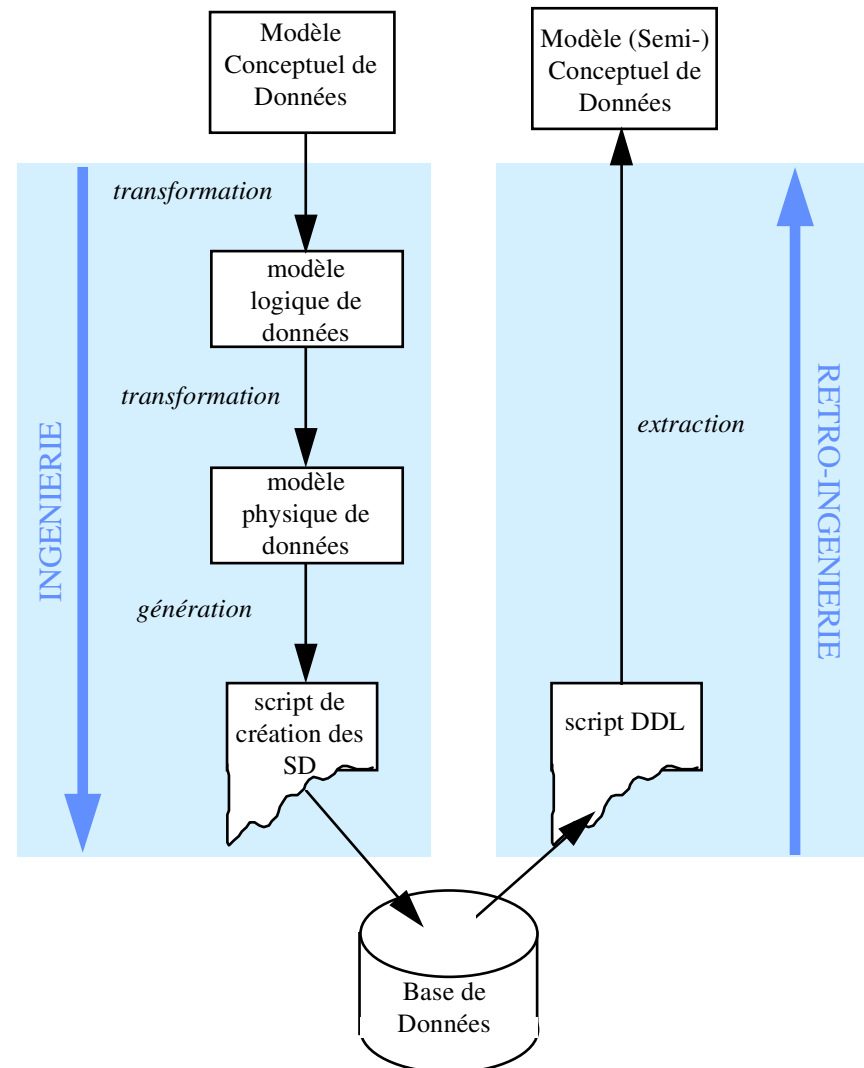 Modèle
Conceptuel de
Données
Modèle (Semi-)
Conceptuel de
Données
transformation
modèle
logique de
données
transformation
modèle
physique de
données
génération
script de
création des
SD
INGENIERIE
extraction
script DDL
RETRO-INGENIERIE
Base de
Données